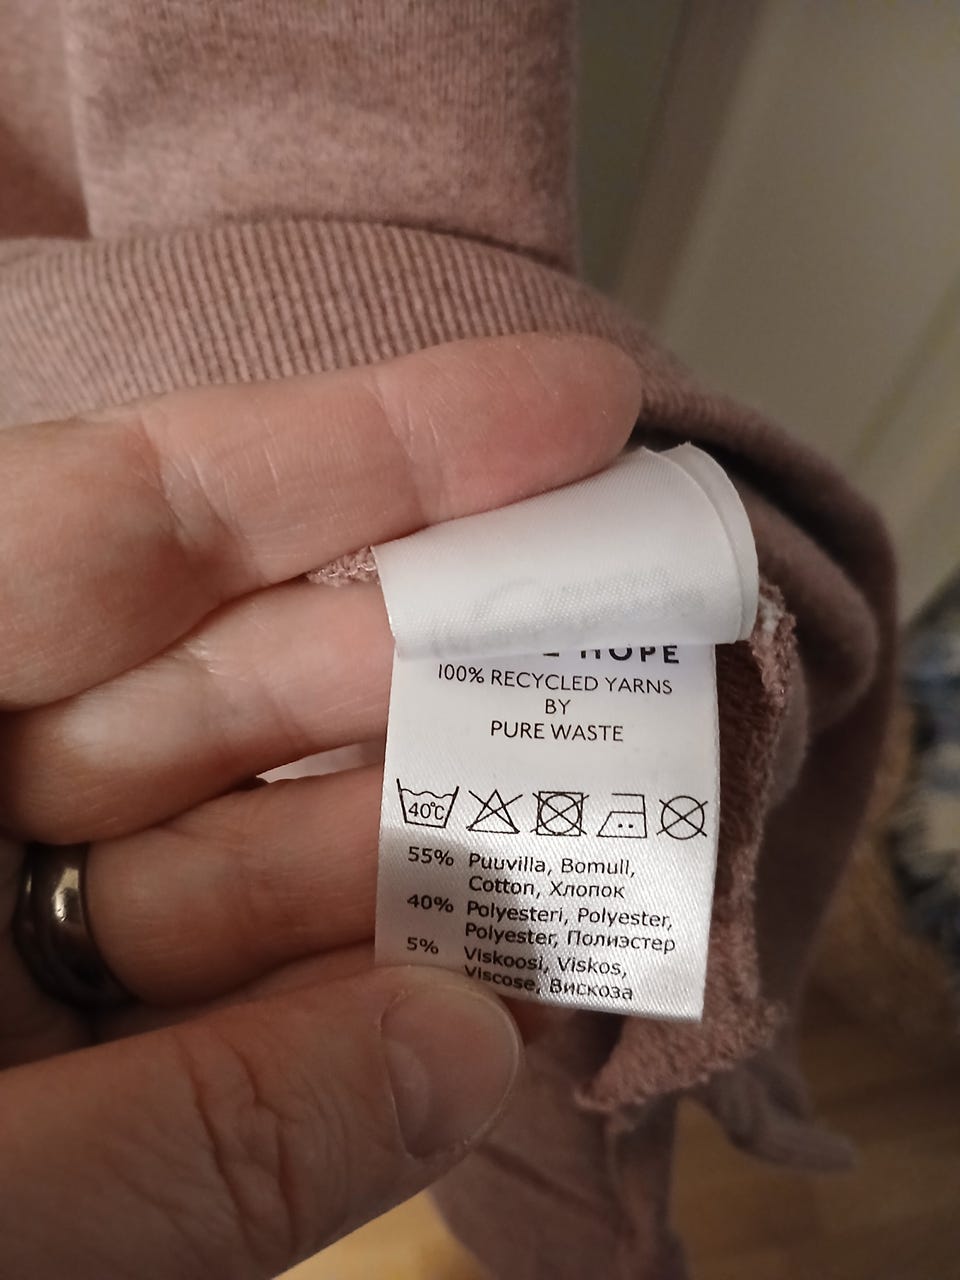 HOPE
100% RECYCLED YARNS
BY
PURE WASTE
40°C
55% Puuvilla, Bomull,
Cotton, Хлопок
40% Polyesteri, Polyester,
Polyester, Полиэстер
5% Viskoosi, Viskos,
Viscose, Вискоза